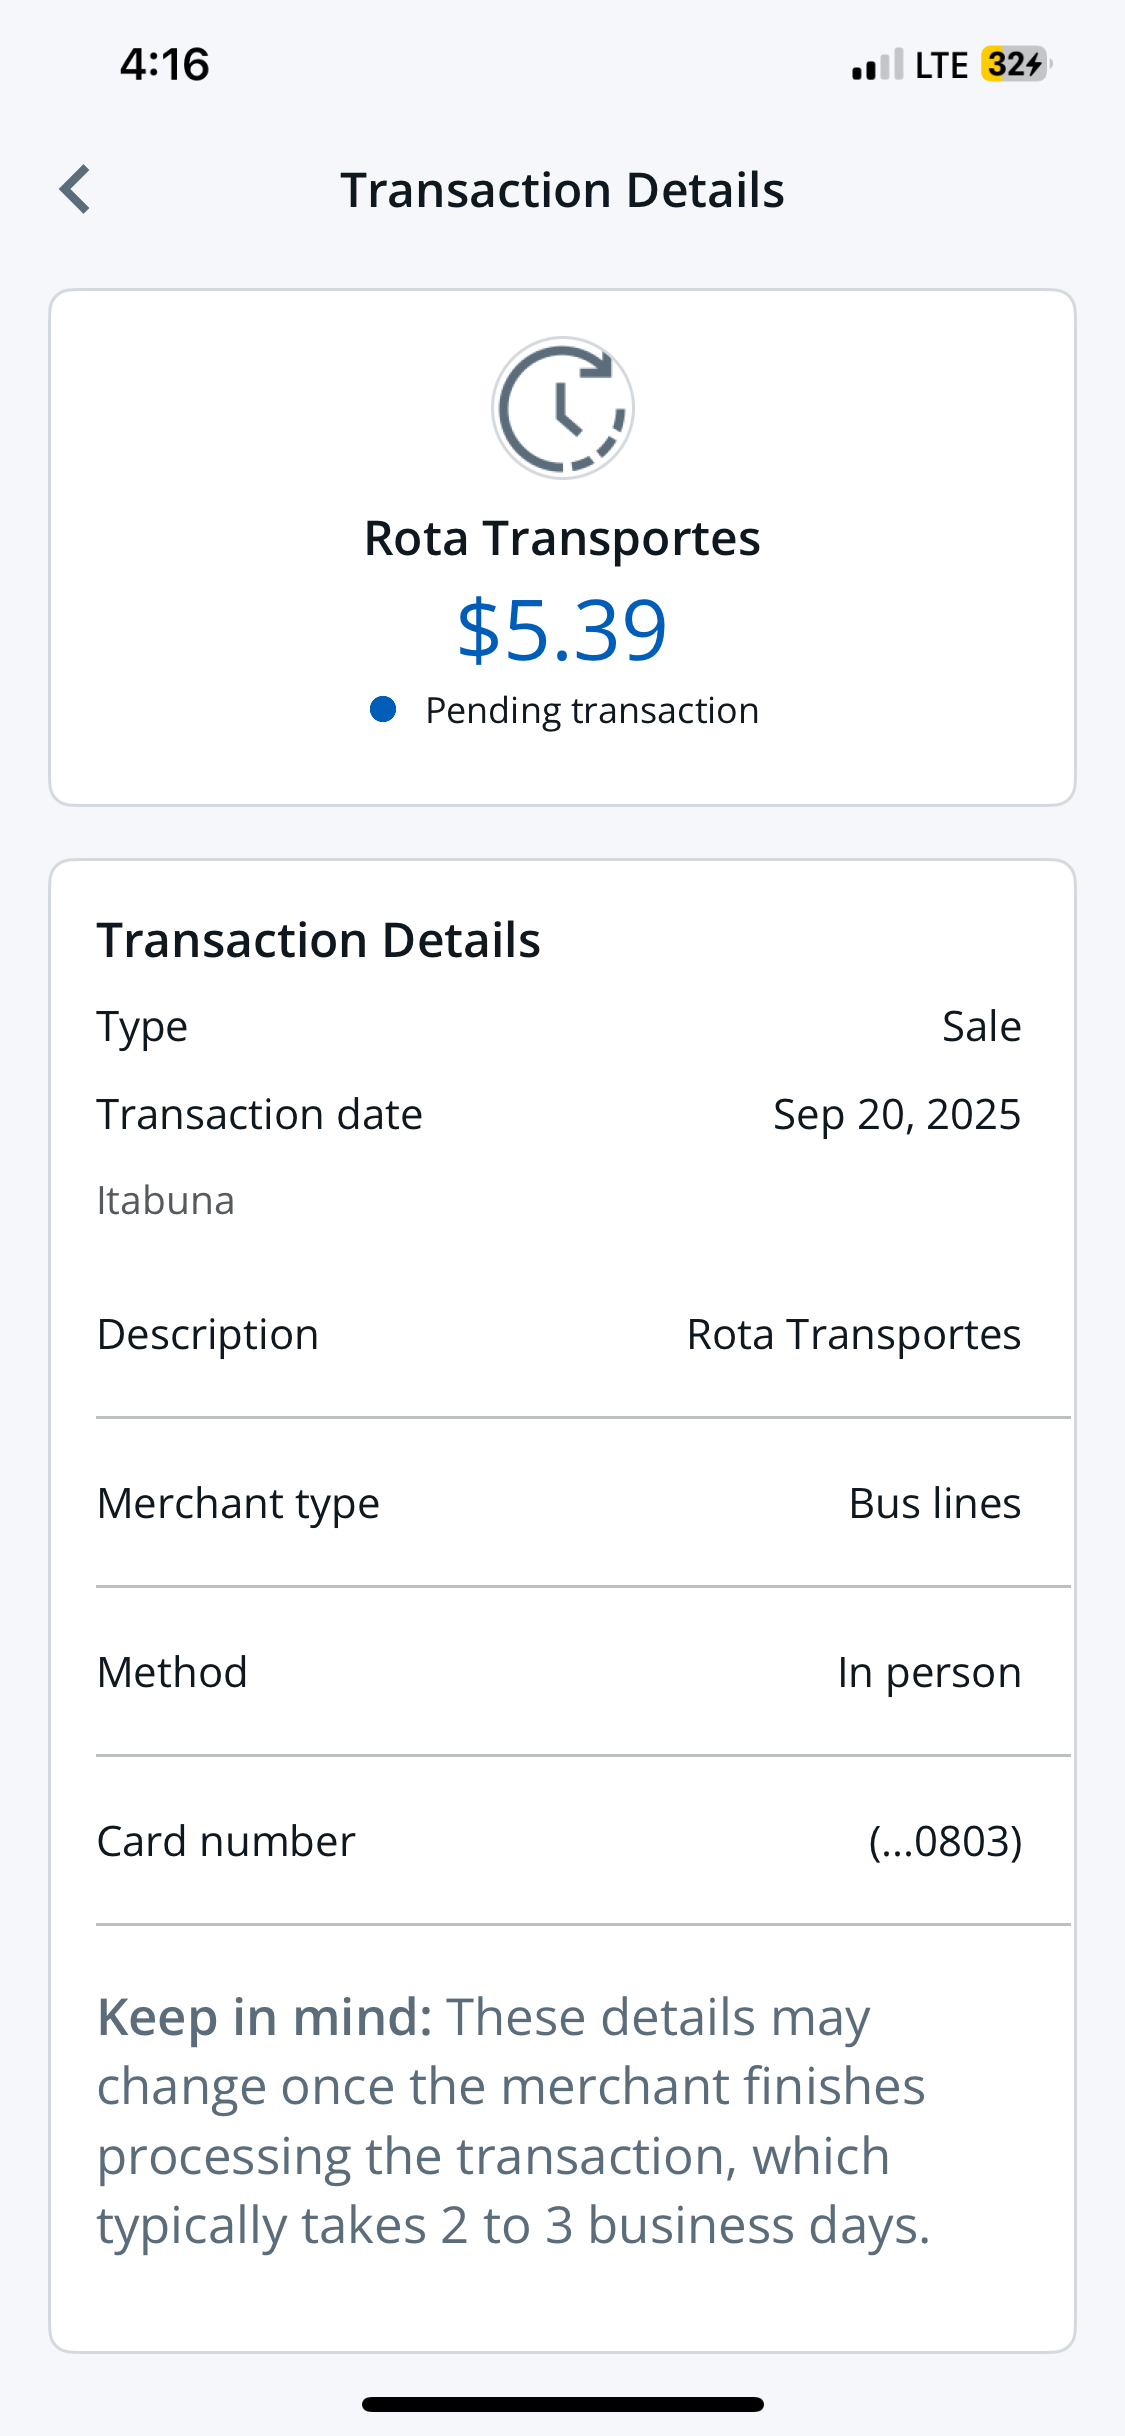 4:16
LTE 32
Transaction Details
Rota Transportes
$5.39
Pending transaction
Transaction Details
Type Sale
Transaction date Sep 20, 2025
Itabuna
Description Rota Transportes
Merchant type Bus lines
Method In person
Card number (...0803)
Keep in mind: These details may
change once the merchant finishes
processing the transaction, which
typically takes 2 to 3 business days.